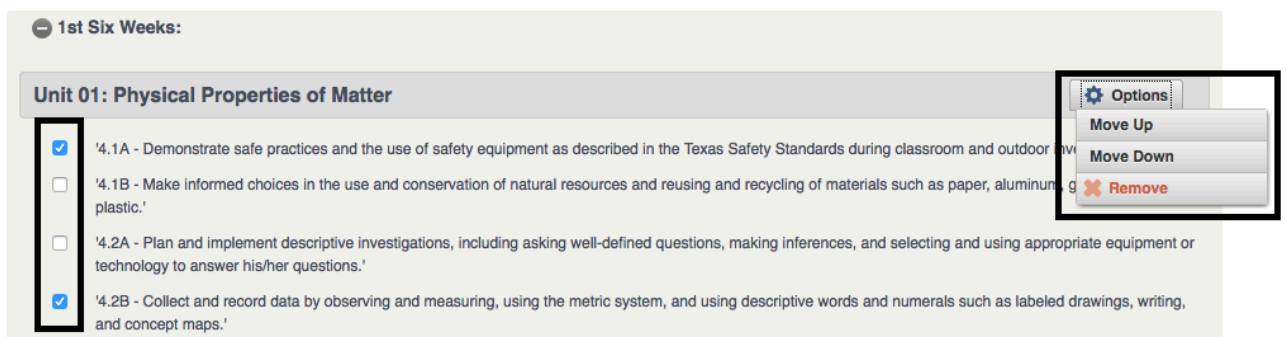 1st Six Weeks:
Unit 01: Physical Properties of Matter
Options
Move Up
'4.1A - Demonstrate safe practices and the use of safety equipment as described in the Texas Safety Standards during classroom and outdoor
Move Down
'4.1B - Make informed choices in the use and conservation of natural resources and reusing and recycling of materials such as paper, aluminum,
Remove
plastic.'
'4.2A - Plan and implement descriptive investigations, including asking well-defined questions, making inferences, and selecting and using appropriate equipment or
technology to answer his/her questions.'
'4.2B - Collect and record data by observing and measuring, using the metric system, and using descriptive words and numerals such as labeled drawings, writing,
and concept maps.'